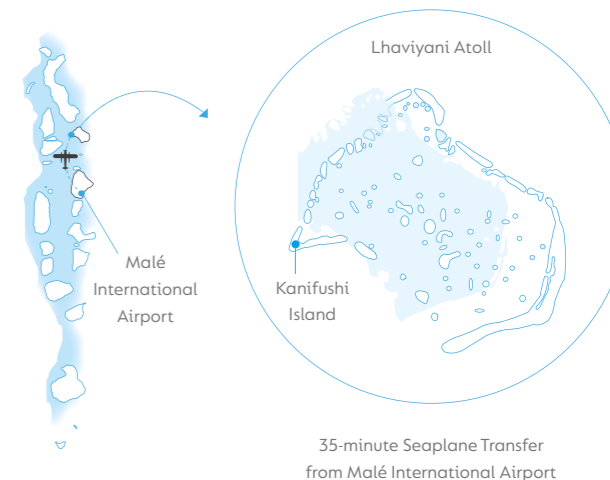 Lhaviyani Atoll
Malé
International
Airport
Kanifushi
Island
35-minute Seaplane Transfer
from Malé International Airport